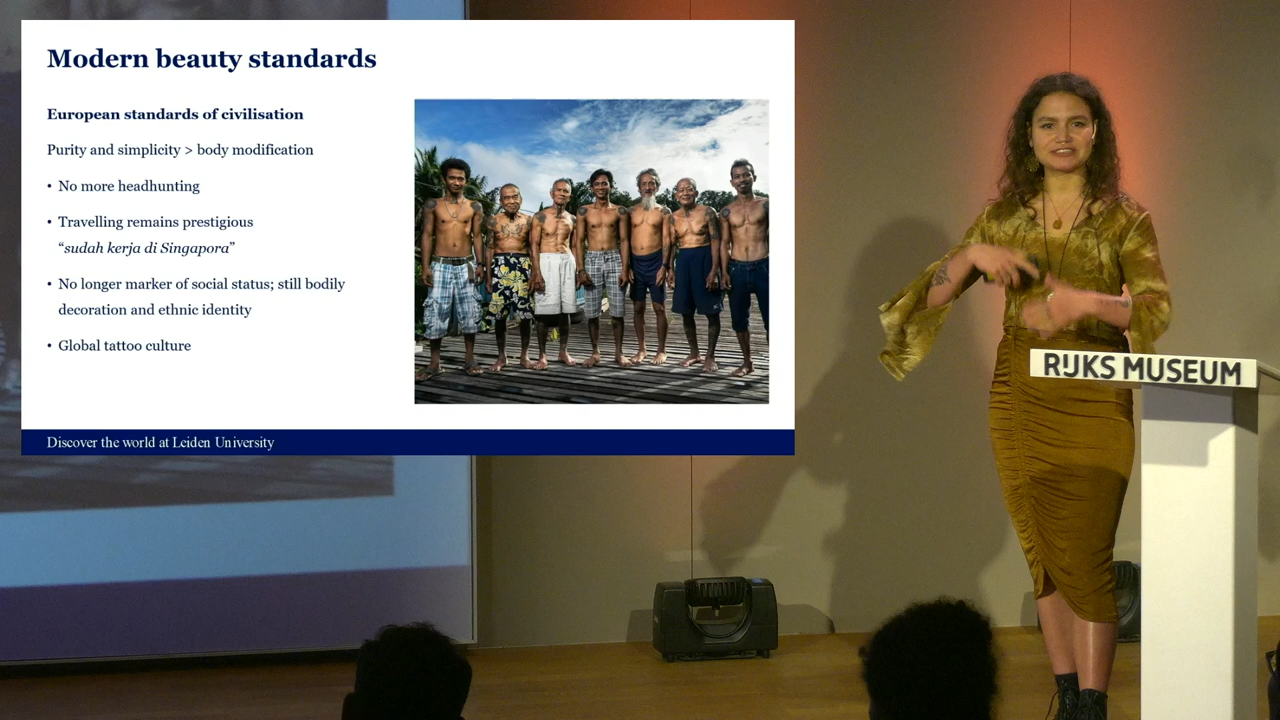 Modern beauty standards
European standards of civilisation
Purity and simplicity > body modification
• No more headhunting
• Travelling remains prestigious
“sudah kerja di Singapora”
• No longer marker of social status; still bodily
decoration and ethnic identity
• Global tattoo culture
Discover the world at Leiden University
RIJKS MUSEUM